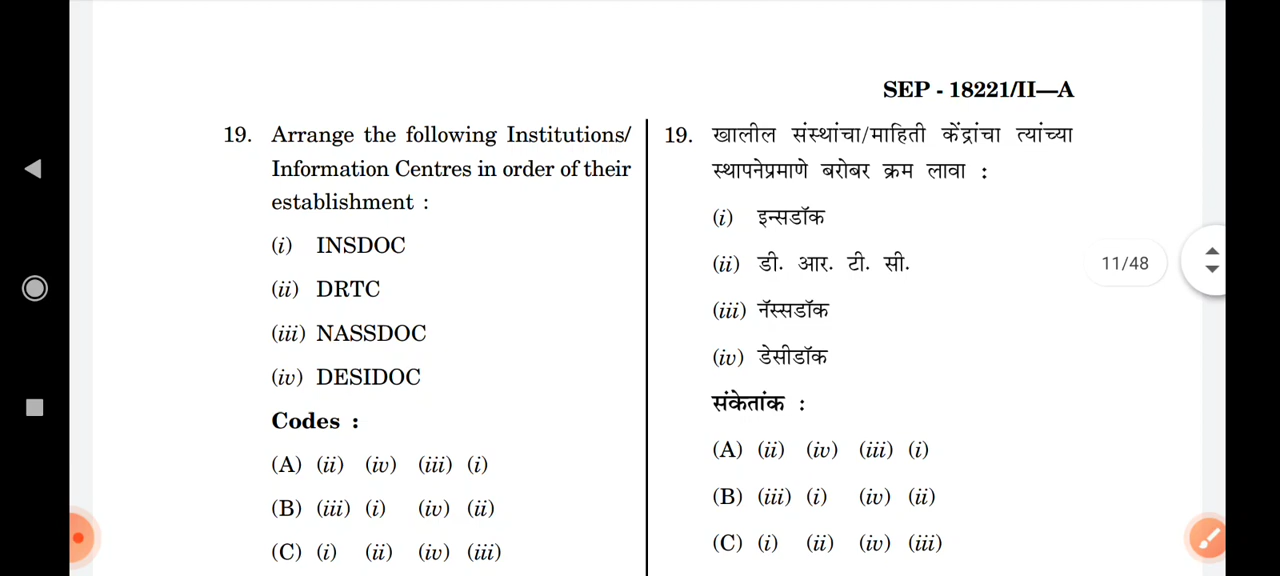 SEP - 18221/II—A
19. Arrange the following Institutions/
Information Centres in order of their
establishment :
(i) INSDOC
(ii) DRTC
(iii) NASSDOC
(iv) DESIDOC
Codes :
(A) (ii) (iv) (iii) (i)
(B) (iii) (i) (iv) (ii)
(C) (i) (ii) (iv) (iii)
19. खालील संस्थांचा/माहिती केंद्रांचा त्यांच्या
स्थापनेप्रमाणे बरोबर क्रम लावा :
(i) इन्सडॉक
(ii) डी. आर. टी. सी.
(iii) नॅस्सडॉक
(iv) डेसीडॉक
संकेतांक :
(A) (ii) (iv) (iii) (i)
(B) (iii) (i) (iv) (ii)
(C) (i) (ii) (iv) (iii)
11/48